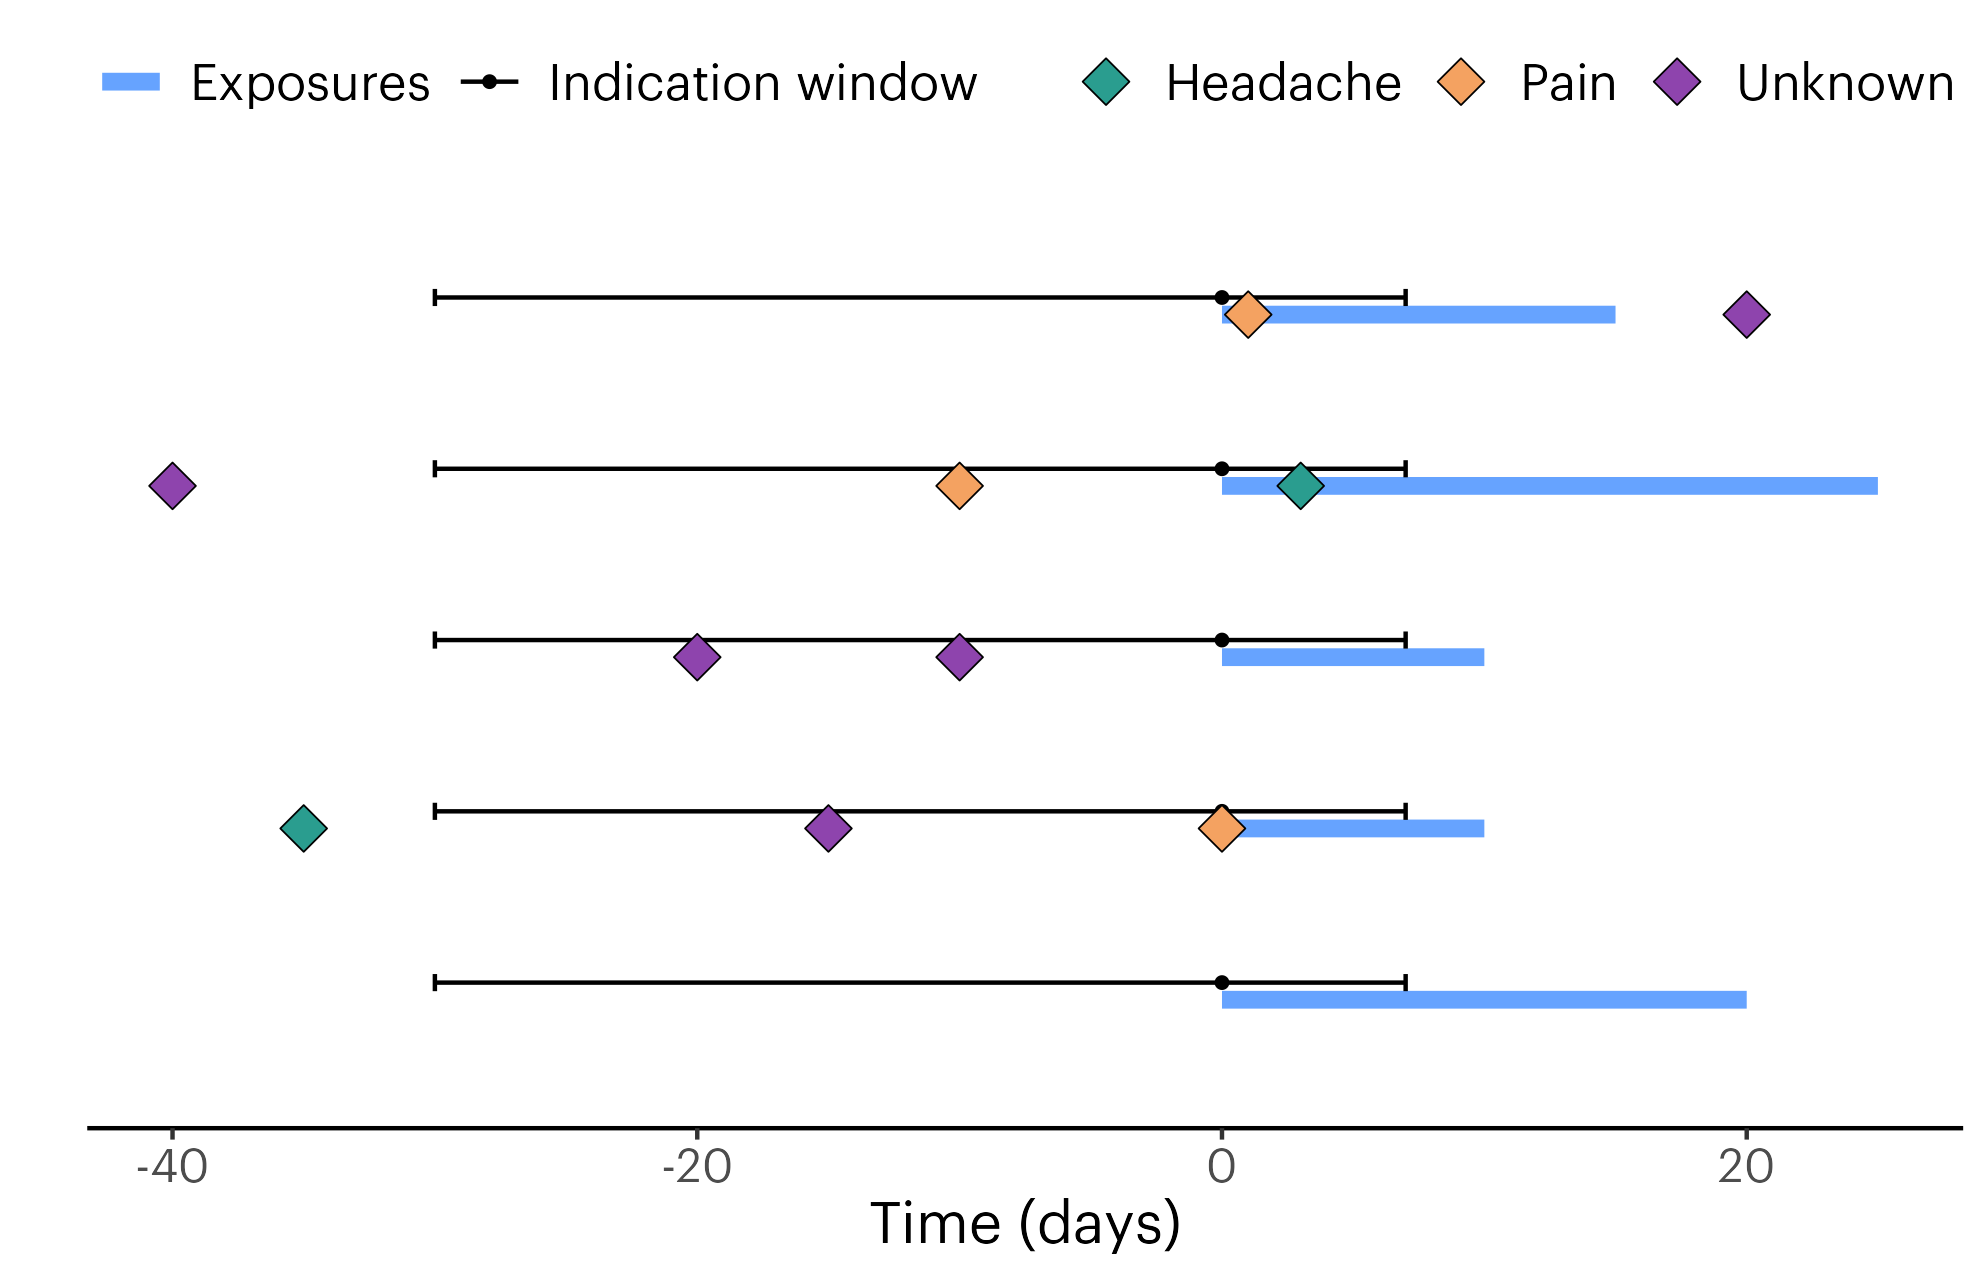 Exposures Indication window Headache Pain Unknown
-40 -20 0 20
Time (days)